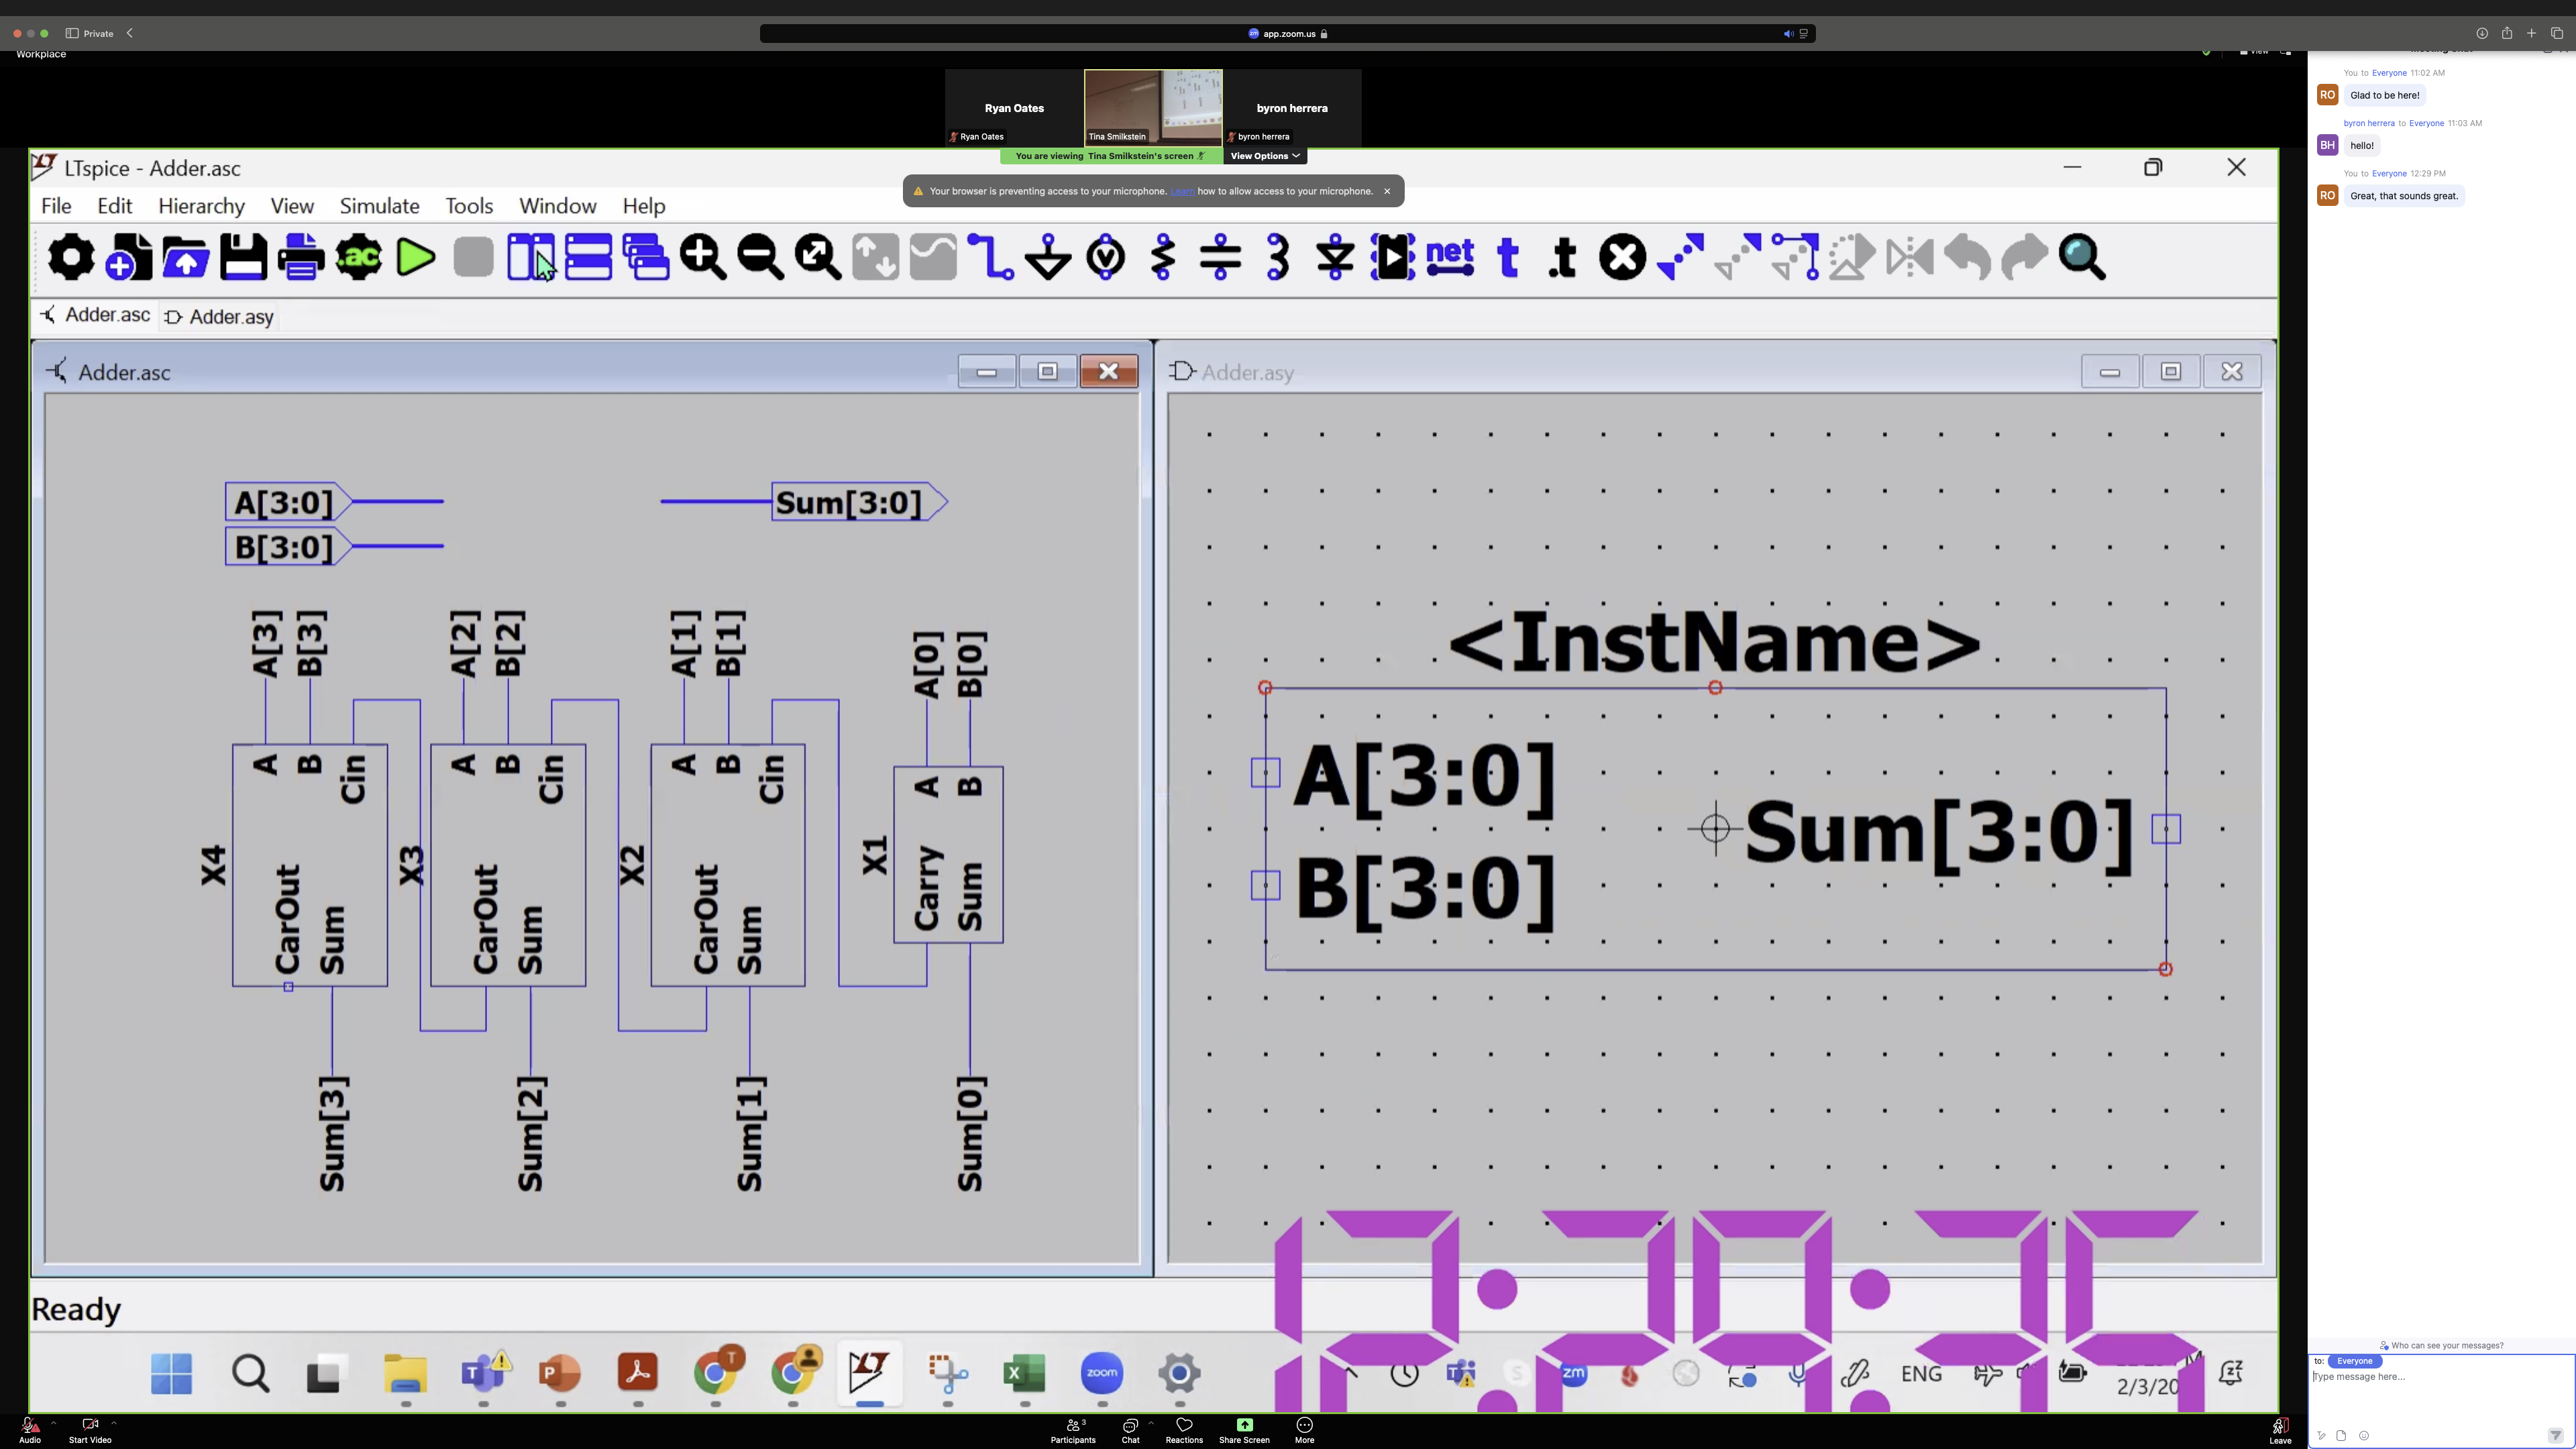 Private
app.zoom.us
Workplace
View
Ryan Oates
byron herrera
Ryan Oates
Tina Smilkstein
byron herrera
You are viewing Tina Smilkstein's screen
View Options
Your browser is preventing access to your microphone. Learn how to allow access to your microphone.
LTspice - Adder.asc
File Edit Hierarchy View Simulate Tools Window Help
.ac
net
t
.t
Adder.asc
Adder.asy
Adder.asc
A[3:0]
B[3:0]
Sum[3:0]
A[3] B[3] A[2] B[2] A[1] B[1] A[0] B[0]
A B Cin A B Cin A B Cin A B
X4 X3 X2 X1
CarOut Sum CarOut Sum CarOut Sum Carry Sum
Sum[3] Sum[2] Sum[1] Sum[0]
Adder.asy
<InstName>
A[3:0]
B[3:0]
Sum[3:0]
Ready
zoom
zm
ENG
2/3/20
Audio
Start Video
Participants
3
Chat
Reactions
Share Screen
More
Leave
You to Everyone 11:02 AM
RO
Glad to be here!
byron herrera to Everyone 11:03 AM
BH
hello!
You to Everyone 12:29 PM
RO
Great, that sounds great.
Who can see your messages?
to: Everyone
Type message here...